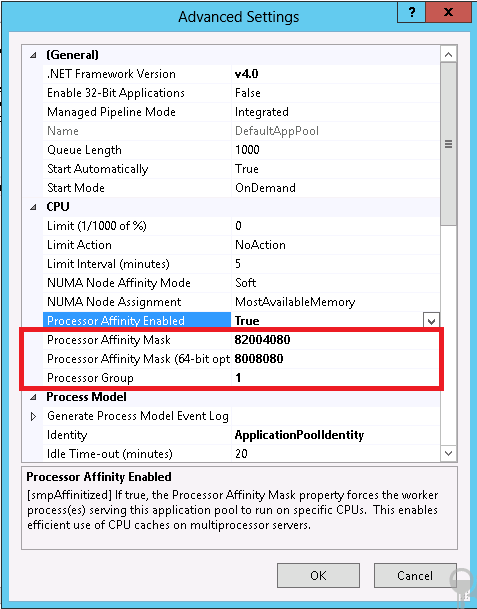 Advanced Settings
?
x
(General)
.NET Framework Version v4.0
Enable 32-Bit Applications False
Managed Pipeline Mode Integrated
Name DefaultAppPool
Queue Length 1000
Start Automatically True
Start Mode OnDemand
CPU
Limit (1/1000 of %) 0
Limit Action NoAction
Limit Interval (minutes) 5
NUMA Node Affinity Mode Soft
NUMA Node Assignment MostAvailableMemory
Processor Affinity Enabled True
Processor Affinity Mask 82004080
Processor Affinity Mask (64-bit opt 8008080
Processor Group 1
Process Model
Generate Process Model Event Log
Identity ApplicationPoolIdentity
Idle Time-out (minutes) 20
Processor Affinity Enabled
[smpAffinitized] If true, the Processor Affinity Mask property forces the worker
process(es) serving this application pool to run on specific CPUs. This enables
efficient use of CPU caches on multiprocessor servers.
OK Cancel